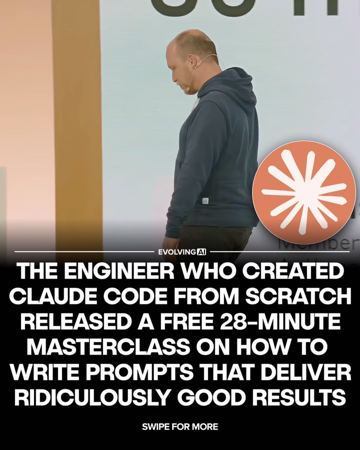 Member
EVOLVING AI
THE ENGINEER WHO CREATED
CLAUDE CODE FROM SCRATCH
RELEASED A FREE 28-MINUTE
MASTERCLASS ON HOW TO
WRITE PROMPTS THAT DELIVER
RIDICULOUSLY GOOD RESULTS
SWIPE FOR MORE